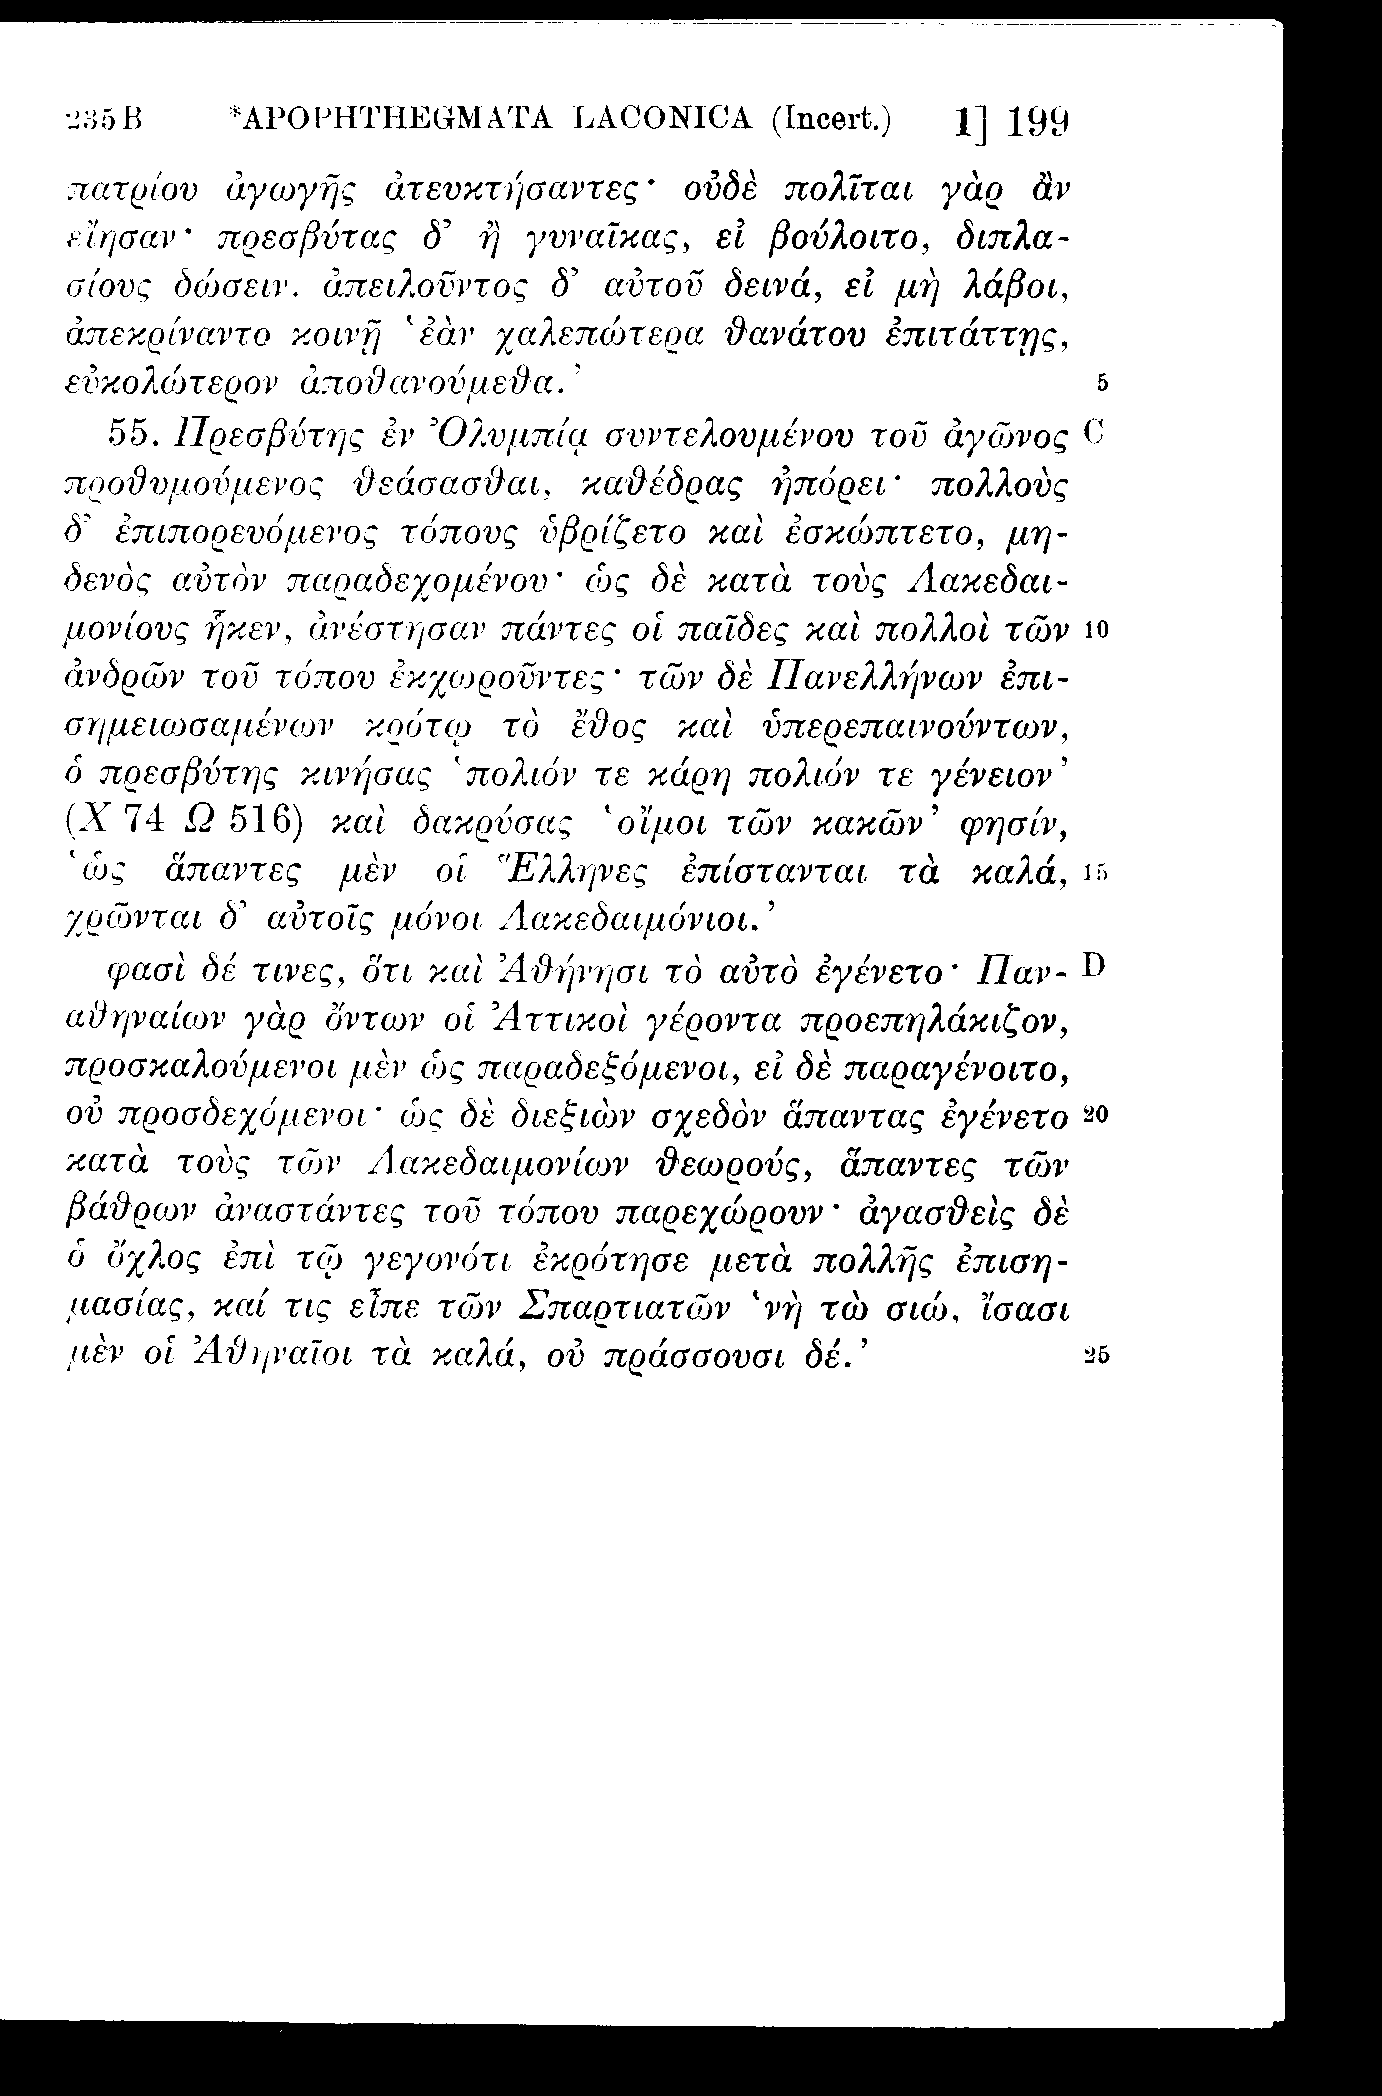 235 B *APOPHTHEGMATA LACONICA (Incert.) 1] 199
πατρίου ἀγωγῆς ἀτευκτήσαντες· οὐδὲ πολῖται γὰρ ἂν
εἴησαν· πρεσβύτας δ’ ἢ γυναῖκας, εἰ βούλοιτο, διπλα-
σίους δώσειν. ἀπειλοῦντος δ’ αὐτοῦ δεινά, εἰ μὴ λάβοι,
ἀπεκρίναντο κοινῇ ‘ἐὰν χαλεπώτερα θανάτου ἐπιτάττῃς,
εὐκολώτερον ἀποθανούμεθα.’ 5
55. Πρεσβύτης ἐν Ὀλυμπίᾳ συντελουμένου τοῦ ἀγῶνος C
προθυμούμενος θεάσασθαι, καθέδρας ἠπόρει· πολλοὺς
δ’ ἐπιπορευόμενος τόπους ὑβρίζετο καὶ ἐσκώπτετο, μη-
δενὸς αὐτὸν παραδεχομένου· ὡς δὲ κατὰ τοὺς Λακεδαι-
μονίους ἧκεν, ἀνέστησαν πάντες οἱ παῖδες καὶ πολλοὶ τῶν 10
ἀνδρῶν τοῦ τόπου ἐκχωροῦντες· τῶν δὲ Πανελλήνων ἐπι-
σημειωσαμένων κρότῳ τὸ ἔθος καὶ ὑπερεπαινούντων,
ὁ πρεσβύτης κινήσας ‘πολιόν τε κάρη πολιόν τε γένειον’
(Χ 74 Ω 516) καὶ δακρύσας ‘οἴμοι τῶν κακῶν’ φησίν,
‘ὡς ἅπαντες μὲν οἱ Ἕλληνες ἐπίστανται τὰ καλά, 15
χρῶνται δ’ αὐτοῖς μόνοι Λακεδαιμόνιοι.’
φασὶ δέ τινες, ὅτι καὶ Ἀθήνησι τὸ αὐτὸ ἐγένετο· Παν- D
αθηναίων γὰρ ὄντων οἱ Ἀττικοὶ γέροντα προεπηλάκιζον,
προσκαλούμενοι μὲν ὡς παραδεξόμενοι, εἰ δὲ παραγένοιτο,
οὐ προσδεχόμενοι· ὡς δὲ διεξιὼν σχεδὸν ἅπαντας ἐγένετο 20
κατὰ τοὺς τῶν Λακεδαιμονίων θεωρούς, ἅπαντες τῶν
βάθρων ἀναστάντες τοῦ τόπου παρεχώρουν· ἀγασθεὶς δὲ
ὁ ὄχλος ἐπὶ τῷ γεγονότι ἐκρότησε μετὰ πολλῆς ἐπιση-
μασίας, καί τις εἶπε τῶν Σπαρτιατῶν ‘νὴ τὼ σιώ, ἴσασι
μὲν οἱ Ἀθηναῖοι τὰ καλά, οὐ πράσσουσι δέ.’ 25